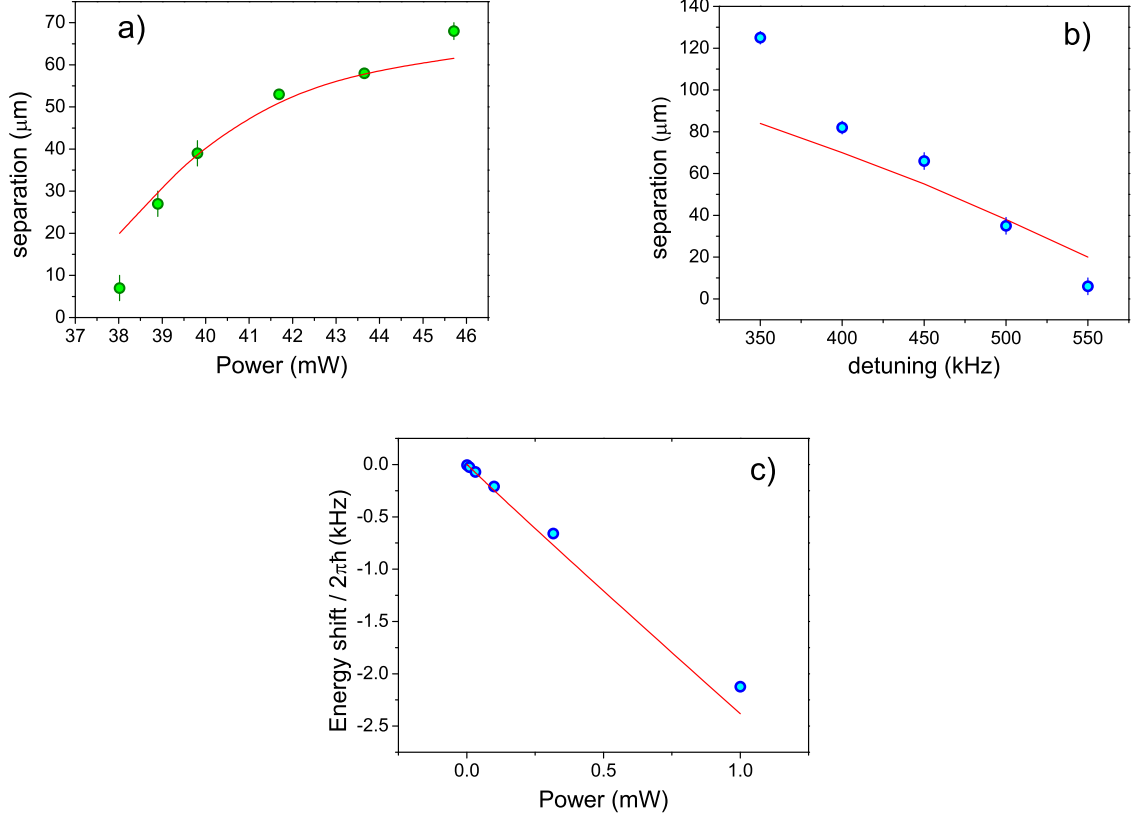 a)
80
70
60
50
40
30
20
10
0
separation (μm)
37 38 39 40 41 42 43 44 45 46
Power (mW)
b)
140
120
100
80
60
40
20
0
separation (μm)
350 400 450 500 550
detuning (kHz)
c)
0.0
-0.5
-1.0
-1.5
-2.0
-2.5
Energy shift / 2πħ (kHz)
0.0 0.5 1.0
Power (mW)